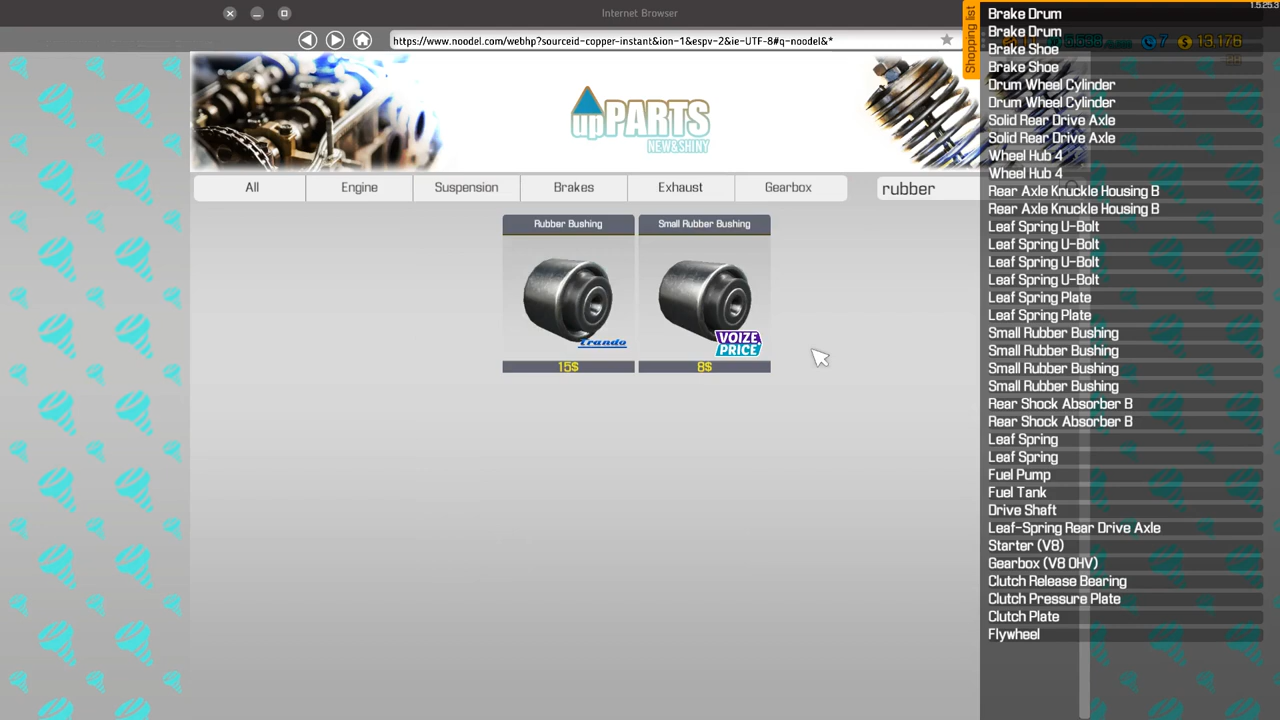 Internet Browser
1.5.25.3
https://www.noodel.com/webhp?sourceid-copper-instant&ion-1&espv-2&ie-UTF-8#q-noodel&*
7
13,176
upPARTS
NEW&SHINY
All
Engine
Suspension
Brakes
Exhaust
Gearbox
rubber
Rubber Bushing
Small Rubber Bushing
trando
VOIZE
PRICE
15$
8$
Shopping list
Brake Drum
Brake Drum
Brake Shoe
Brake Shoe
Drum Wheel Cylinder
Drum Wheel Cylinder
Solid Rear Drive Axle
Solid Rear Drive Axle
Wheel Hub 4
Wheel Hub 4
Rear Axle Knuckle Housing B
Rear Axle Knuckle Housing B
Leaf Spring U-Bolt
Leaf Spring U-Bolt
Leaf Spring U-Bolt
Leaf Spring U-Bolt
Leaf Spring Plate
Leaf Spring Plate
Small Rubber Bushing
Small Rubber Bushing
Small Rubber Bushing
Small Rubber Bushing
Rear Shock Absorber B
Rear Shock Absorber B
Leaf Spring
Leaf Spring
Fuel Pump
Fuel Tank
Drive Shaft
Leaf-Spring Rear Drive Axle
Starter (V8)
Gearbox (V8 OHV)
Clutch Release Bearing
Clutch Pressure Plate
Clutch Plate
Flywheel